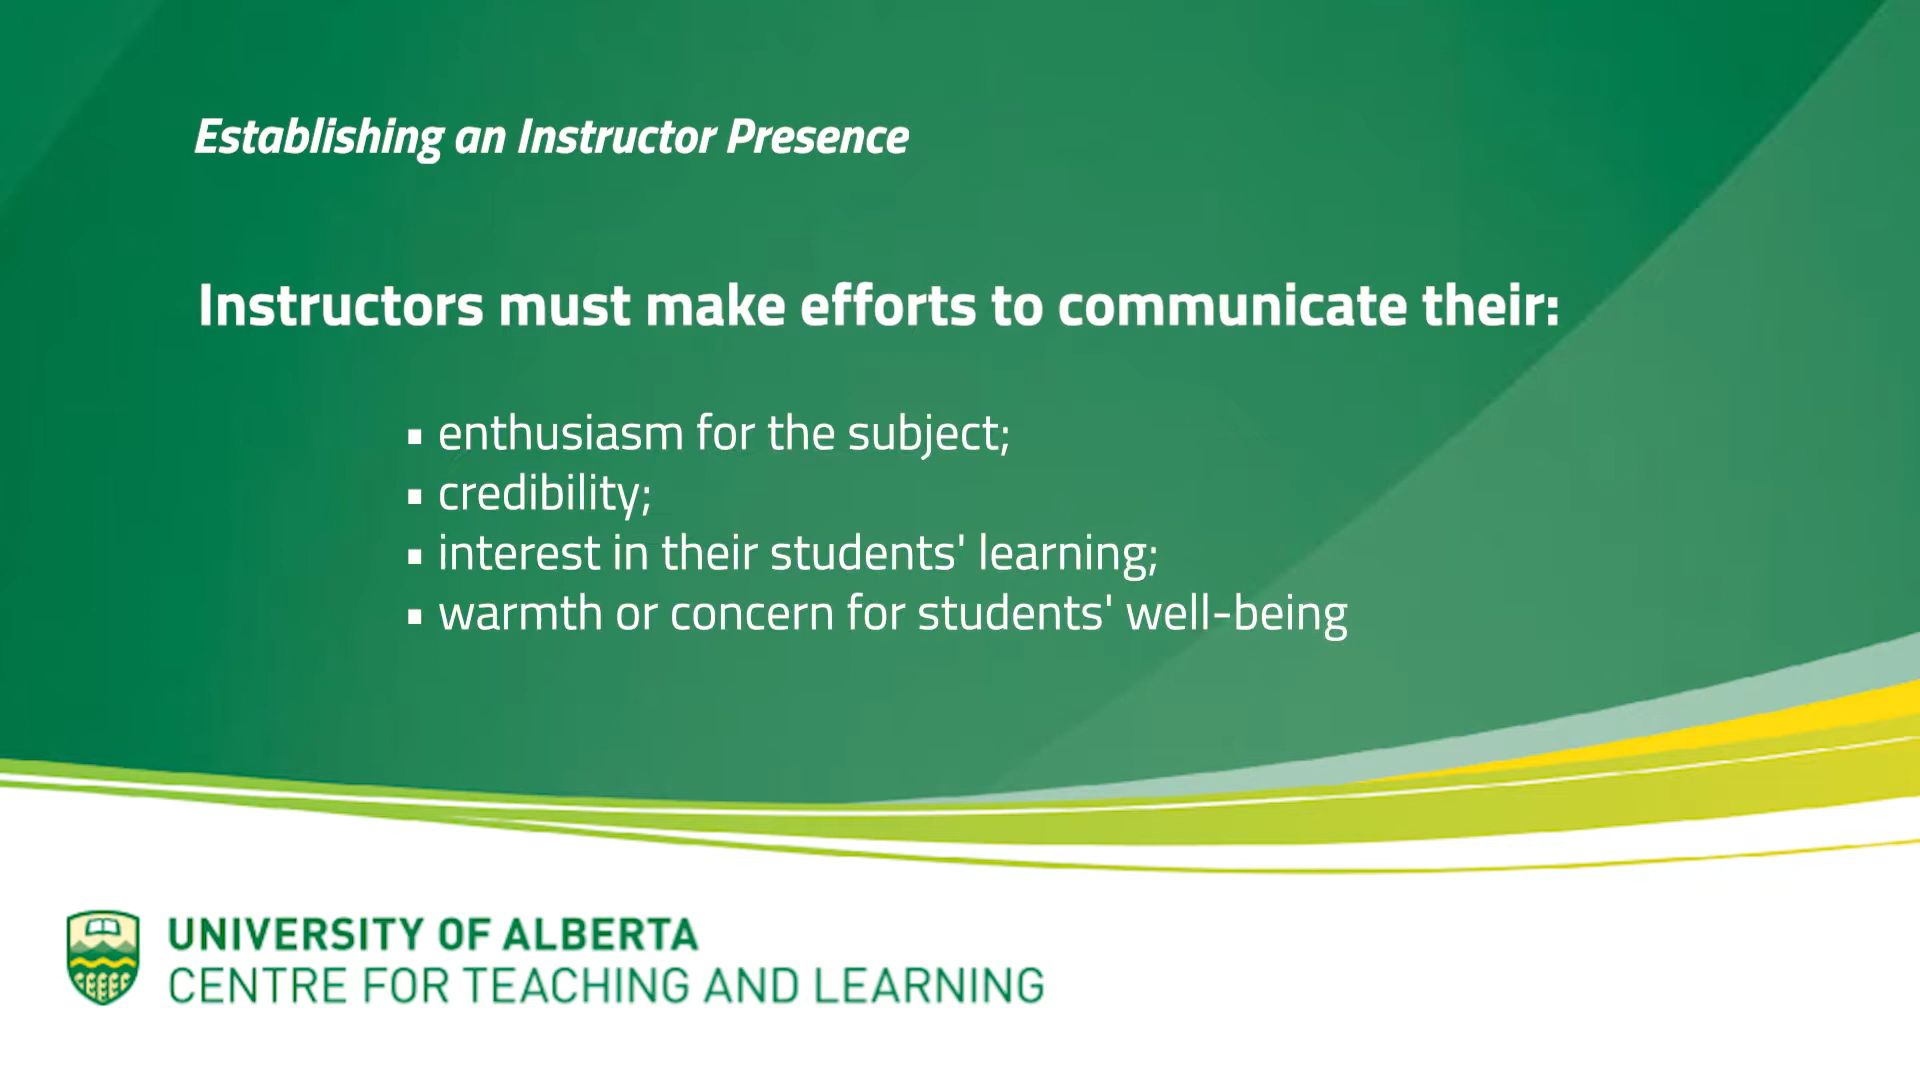 Establishing an Instructor Presence
Instructors must make efforts to communicate their:
▪ enthusiasm for the subject;
▪ credibility;
▪ interest in their students' learning;
▪ warmth or concern for students' well-being
UNIVERSITY OF ALBERTA
CENTRE FOR TEACHING AND LEARNING